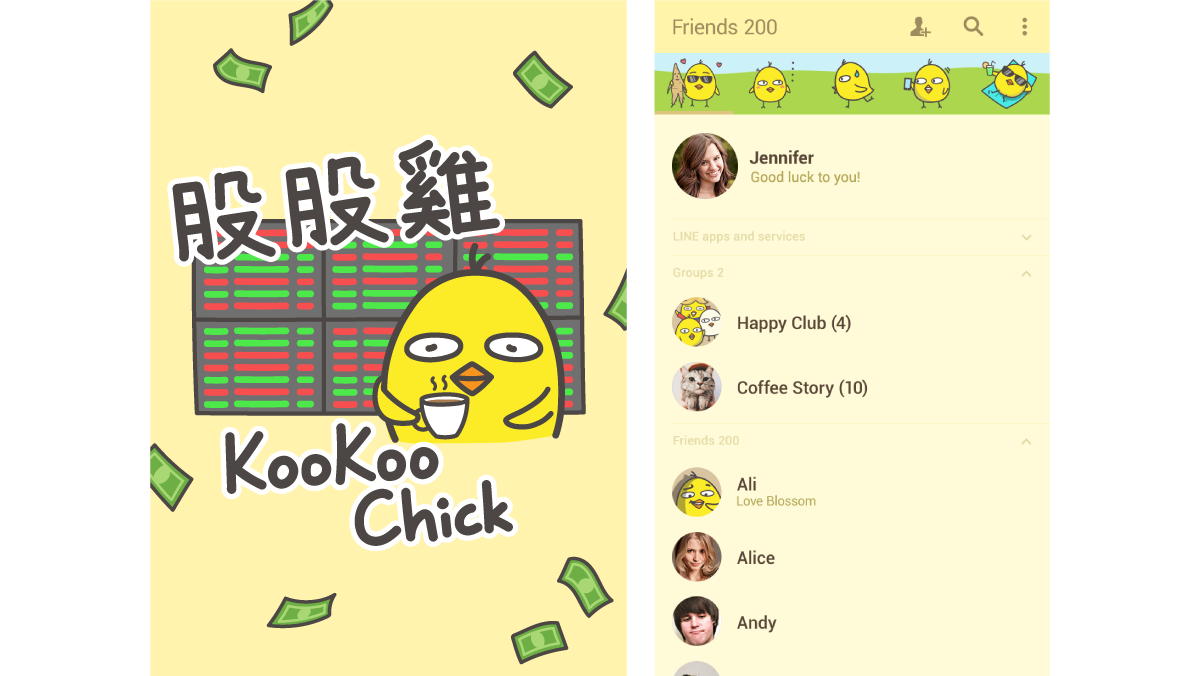 股股雞
KooKoo
Chick
Friends 200
Jennifer
Good luck to you!
LINE apps and services
Groups 2
Happy Club (4)
Coffee Story (10)
Friends 200
Ali
Love Blossom
Alice
Andy